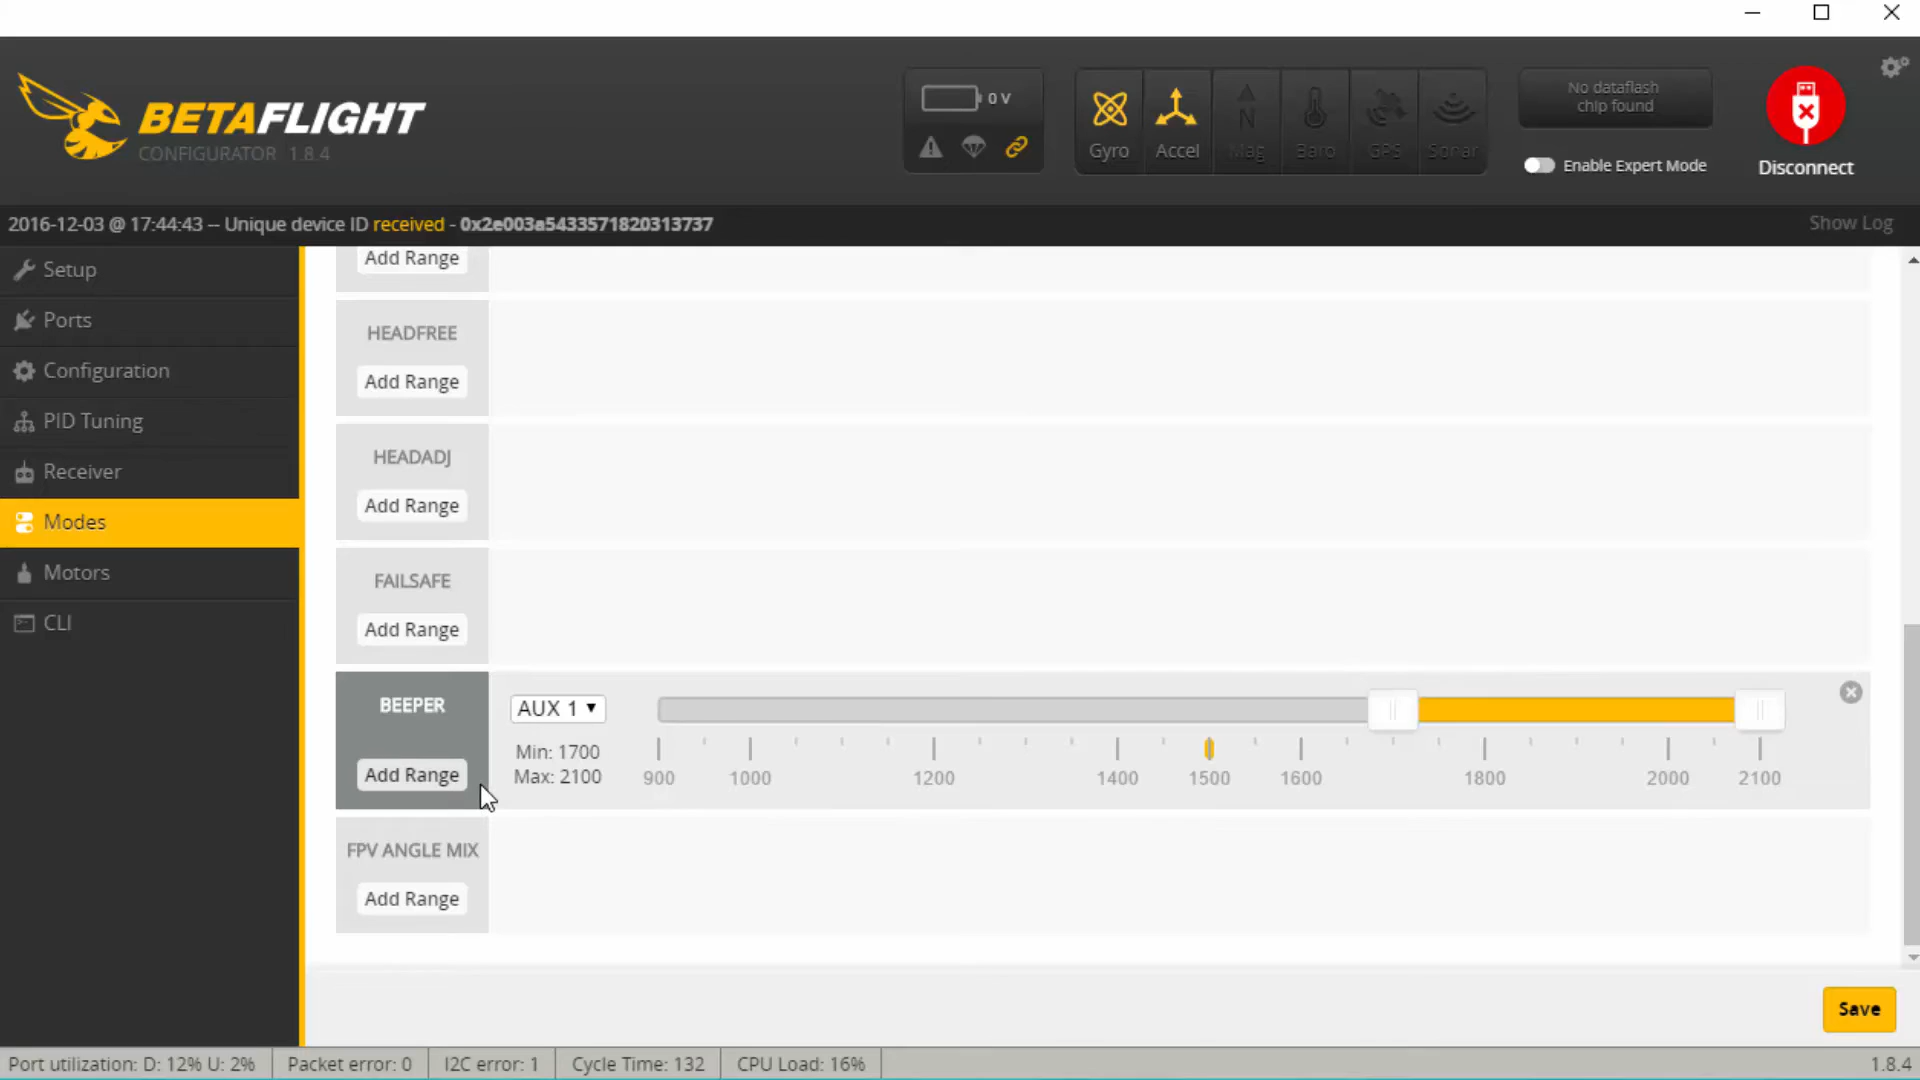 BETAFLIGHT
CONFIGURATOR 1.8.4
0 V
Gyro
Accel
Mag
Baro
GPS
Sonar
No dataflash
chip found
Enable Expert Mode
Disconnect
2016-12-03 @ 17:44:43 -- Unique device ID received - 0x2e003a5433571820313737
Show Log
Setup
Ports
Configuration
PID Tuning
Receiver
Modes
Motors
CLI
Add Range
HEADFREE
Add Range
HEADADJ
Add Range
FAILSAFE
Add Range
BEEPER
Add Range
AUX 1
Min: 1700
Max: 2100
900 1000 1200 1400 1500 1600 1800 2000 2100
FPV ANGLE MIX
Add Range
Save
Port utilization: D: 12% U: 2%
Packet error: 0
I2C error: 1
Cycle Time: 132
CPU Load: 16%
1.8.4